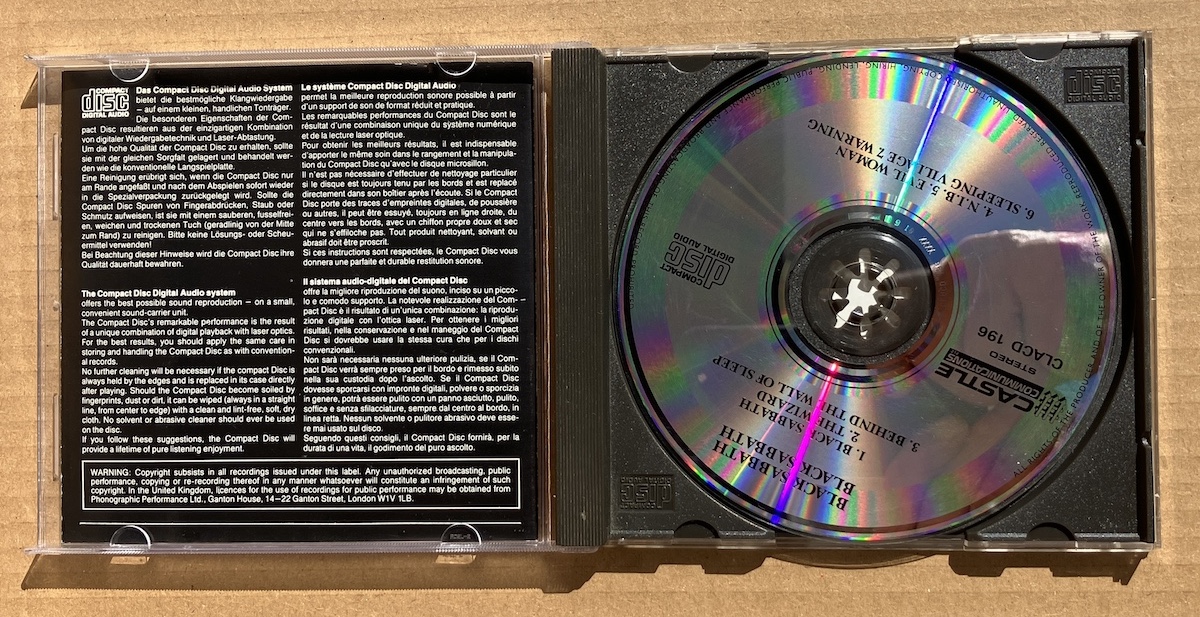 COMPACT
disc
DIGITAL AUDIO
Das Compact Disc Digital Audio System
bietet die bestmögliche Klangwiedergabe
– auf einem kleinen, handlichen Tonträger.
Die besonderen Eigenschaften der Com-
pact Disc resultieren aus der einzigartigen Kombination
von digitaler Wiedergabetechnik und Laser-Abtastung.
Um die hohe Qualität der Compact Disc zu erhalten, sollte
sie mit der gleichen Sorgfalt gelagert und behandelt wer-
den wie die konventionelle Langspielplatte.
Eine Reinigung erübrigt sich, wenn die Compact Disc nur
am Rande angefaßt und nach dem Abspielen sofort wieder
in die Spezialverpackung zurückgelegt wird. Sollte die
Compact Disc Spuren von Fingerabdrücken, Staub oder
Schmutz aufweisen, ist sie mit einem sauberen, fusselfrei-
en, weichen und trockenen Tuch (geradling von der Mitte
zum Rand) zu reinigen. Bitte keine Lösungs- oder Scheu-
ermittel verwenden!
Bei Beachtung dieser Hinweise wird die Compact Disc ihre
Qualität dauerhaft bewahren.
The Compact Disc Digital Audio system
offers the best possible sound reproduction – on a small,
convenient sound-carrier unit.
The Compact Disc's remarkable performance is the result
of a unique combination of digital playback with laser optics.
For the best results, you should apply the same care in
storing and handling the Compact Disc as with convention-
al records.
No further cleaning will be necessary if the compact Disc is
always held by the edges and is replaced in its case directly
after playing. Should the Compact Disc become soiled by
fingerprints, dust or dirt, it can be wiped (always in a straight
line, from center to edge) with a clean and lint-free, soft, dry
cloth. No solvent or abrasive cleaner should ever be used
on the disc.
If you follow these suggestions, the Compact Disc will
provide a lifetime of pure listening enjoyment.
Le système Compact Disc Digital Audio
permet la meilleure reproduction sonore possible à partir
d'un support de son de format réduit et pratique.
Les remarquables performances du Compact Disc sont le
résultat d'une combinaison unique du système numérique
et de la lecture laser optique.
Pour obtenir les meilleurs résultats, il est indispensable
d'apporter le même soin dans le rangement et la manipula-
tion du Compact Disc qu'avec le disque microsillon.
Il n'est pas nécessaire d'effectuer de nettoyage particulier
si le disque est toujours tenu par les bords et est replacé
directement dans son boîtier après l'écoute. Si le Compact
Disc porte des traces d'empreintes digitales, de poussière
ou autres, il peut être essuyé, toujours en ligne droite, du
centre vers les bords, avec un chiffon propre doux et sec
qui ne s'effiloche pas. Tout produit nettoyant, solvant ou
abrasif doit être proscrit.
Si ces instructions sont respectées, le Compact Disc vous
donnera une parfaite et durable restitution sonore.
Il sistema audio-digitale del Compact Disc
offre la migliore riproduzione del suono, inciso su un picco-
lo e comodo supporto. La notevole realizzazione del Com-
pact Disc è il risultato di un'unica combinazione: la riprodu-
zione digitale con l'ottica laser. Per ottenere i migliori
risultati, nella conservazione e nel maneggio del Compact
Disc si dovrebbe usare la stessa cura che per i dischi
convenzionali.
Non sarà necessaria nessuna ulteriore pulizia, se il Com-
pact Disc verrà sempre preso per il bordo e rimesso subito
nella sua custodia dopo l'ascolto. Se il Compact Disc
dovesse sporcarsi con impronte digitali, polvere o sporcizia
in genere, potrà essere pulito con un panno asciutto, pulito,
soffice e senza sfilacciature, sempre dal centro al bordo, in
linea retta. Nessun solvente o pulitore abrasivo deve esse-
re mai usato sul disco.
Seguendo questi consigli, il Compact Disc fornirà, per la
durata di una vita, il godimento del puro ascolto.
WARNING: Copyright subsists in all recordings issued under this label. Any unauthorized broadcasting, public
performance, copying or re-recording thereof in any manner whatsoever will constitute an infringement of such
copyright. In the United Kingdom, licences for the use of recordings for public performance may be obtained from
Phonographic Performance Ltd., Ganton House, 14–22 Ganton Street, London W1V 1LB.
BLACK SABBATH
BLACK SABBATH
1. BLACK SABBATH
2. THE WIZARD
3. BEHIND THE WALL OF SLEEP
CASTLE
COMMUNICATIONS
STEREO
CLACD 196
COMPACT
disc
DIGITAL AUDIO
4. N.I.B. 5. EVIL WOMAN
6. SLEEPING VILLAGE 7 WARNING
ALL RIGHTS OF THE PRODUCER AND OF THE OWNER OF THE WORK REPRODUCED RESERVED. UNAUTHORISED COPYING, HIRING, LENDING, PUBLIC
COMPACT
disc
DIGITAL AUDIO
COMPACT
disc
DIGITAL AUDIO